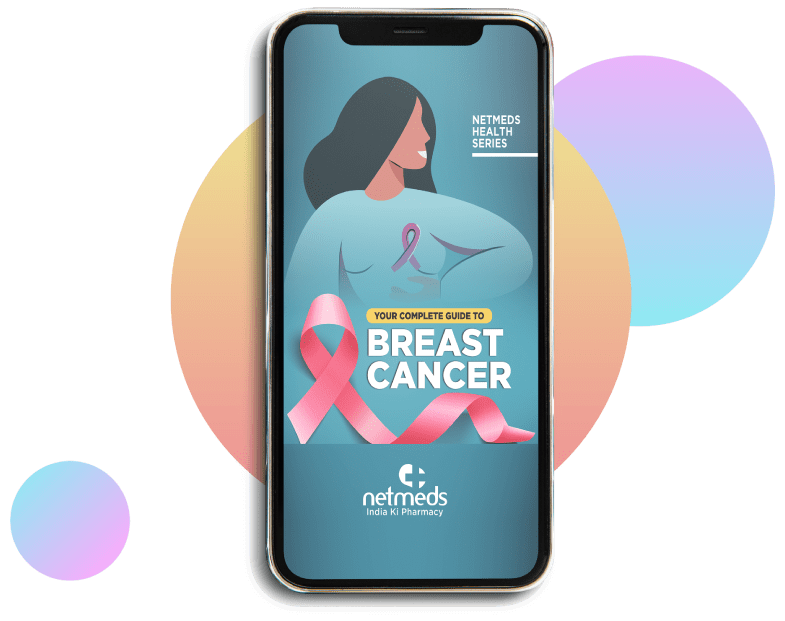 NETMEDS
HEALTH
SERIES
YOUR COMPLETE GUIDE TO
BREAST
CANCER
netmeds
India Ki Pharmacy